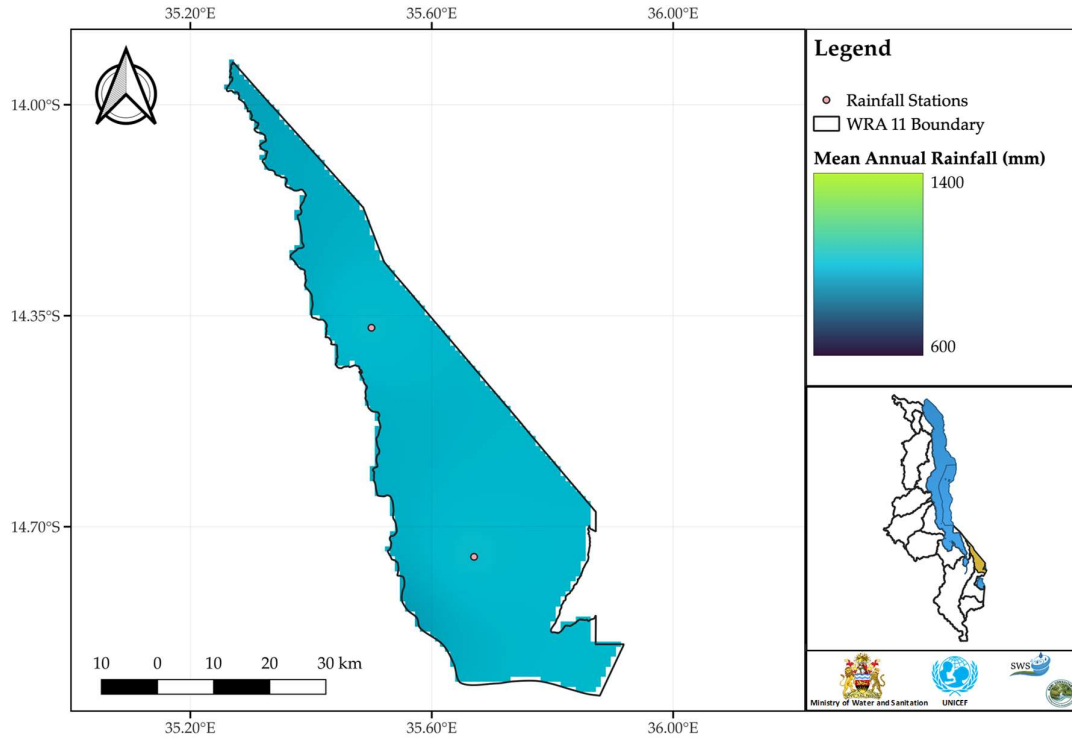 35.20°E 35.60°E 36.00°E
14.00°S
14.35°S
14.70°S
10 0 10 20 30 km
35.20°E 35.60°E 36.00°E
Legend
Rainfall Stations
WRA 11 Boundary
Mean Annual Rainfall (mm)
1400
600
SWS
Ministry of Water and Sanitation UNICEF